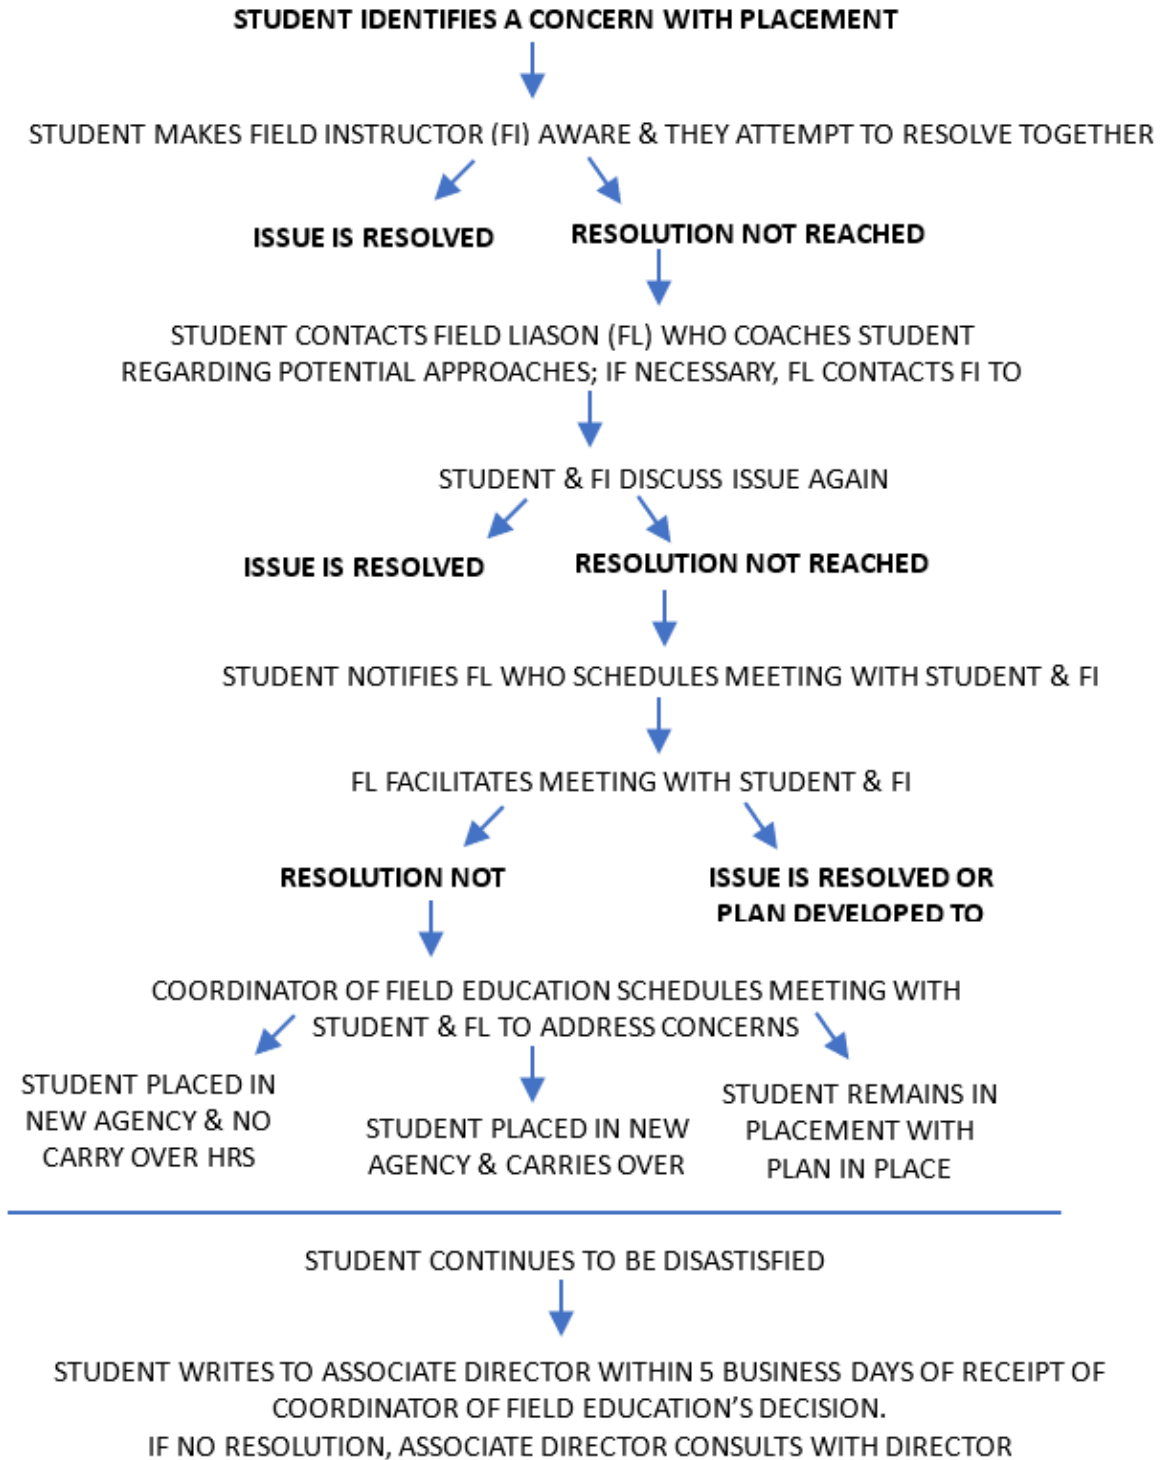 STUDENT IDENTIFIES A CONCERN WITH PLACEMENT
STUDENT MAKES FIELD INSTRUCTOR (FI) AWARE & THEY ATTEMPT TO RESOLVE TOGETHER
ISSUE IS RESOLVED
RESOLUTION NOT REACHED
STUDENT CONTACTS FIELD LIASON (FL) WHO COACHES STUDENT
REGARDING POTENTIAL APPROACHES; IF NECESSARY, FL CONTACTS FI TO
STUDENT & FI DISCUSS ISSUE AGAIN
ISSUE IS RESOLVED
RESOLUTION NOT REACHED
STUDENT NOTIFIES FL WHO SCHEDULES MEETING WITH STUDENT & FI
FL FACILITATES MEETING WITH STUDENT & FI
RESOLUTION NOT
ISSUE IS RESOLVED OR
PLAN DEVELOPED TO
COORDINATOR OF FIELD EDUCATION SCHEDULES MEETING WITH
STUDENT & FL TO ADDRESS CONCERNS
STUDENT PLACED IN
NEW AGENCY & NO
CARRY OVER HRS
STUDENT PLACED IN NEW
AGENCY & CARRIES OVER
STUDENT REMAINS IN
PLACEMENT WITH
PLAN IN PLACE
STUDENT CONTINUES TO BE DISASTISFIED
STUDENT WRITES TO ASSOCIATE DIRECTOR WITHIN 5 BUSINESS DAYS OF RECEIPT OF
COORDINATOR OF FIELD EDUCATION'S DECISION.
IF NO RESOLUTION, ASSOCIATE DIRECTOR CONSULTS WITH DIRECTOR